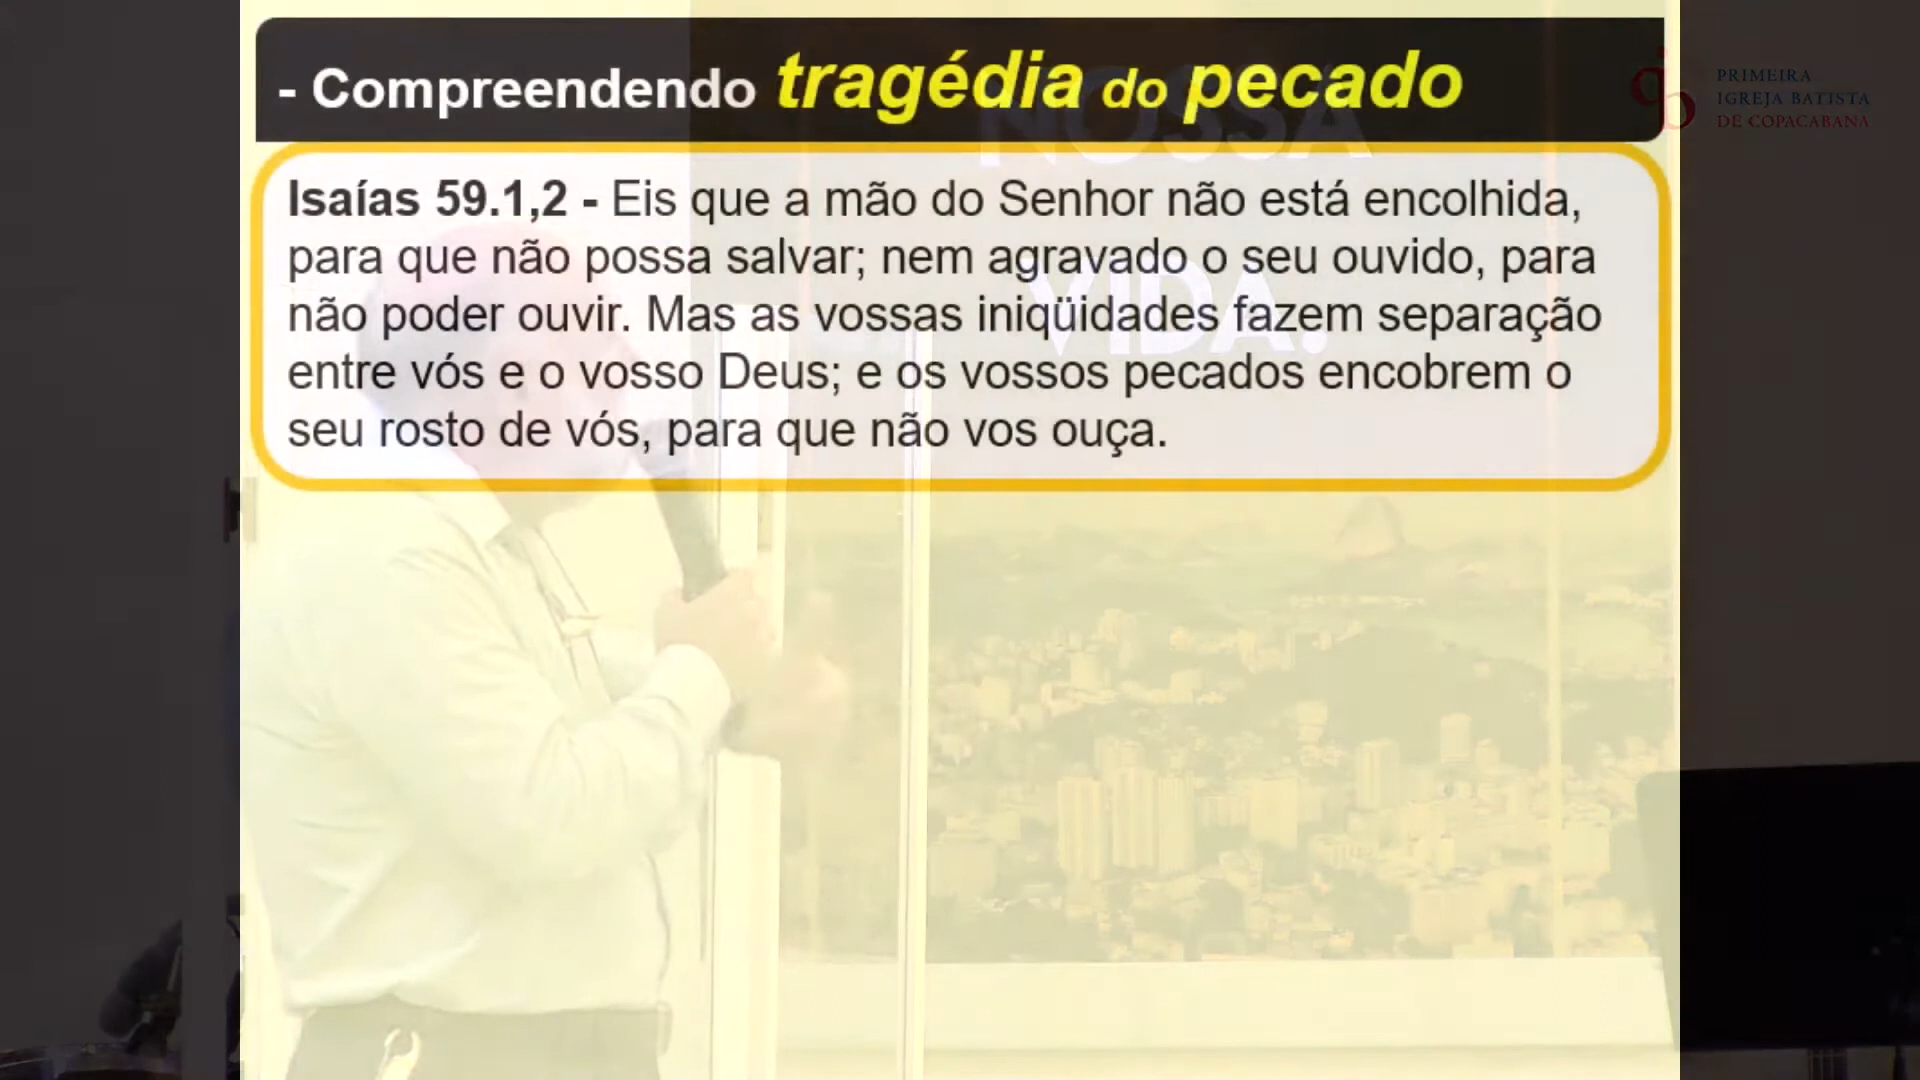 - Compreendendo tragédia do pecado
PRIMEIRA
IGREJA BATISTA
DE COPACABANA
NOSSA
VIDA.
Isaías 59.1,2 - Eis que a mão do Senhor não está encolhida,
para que não possa salvar; nem agravado o seu ouvido, para
não poder ouvir. Mas as vossas iniqüidades fazem separação
entre vós e o vosso Deus; e os vossos pecados encobrem o
seu rosto de vós, para que não vos ouça.